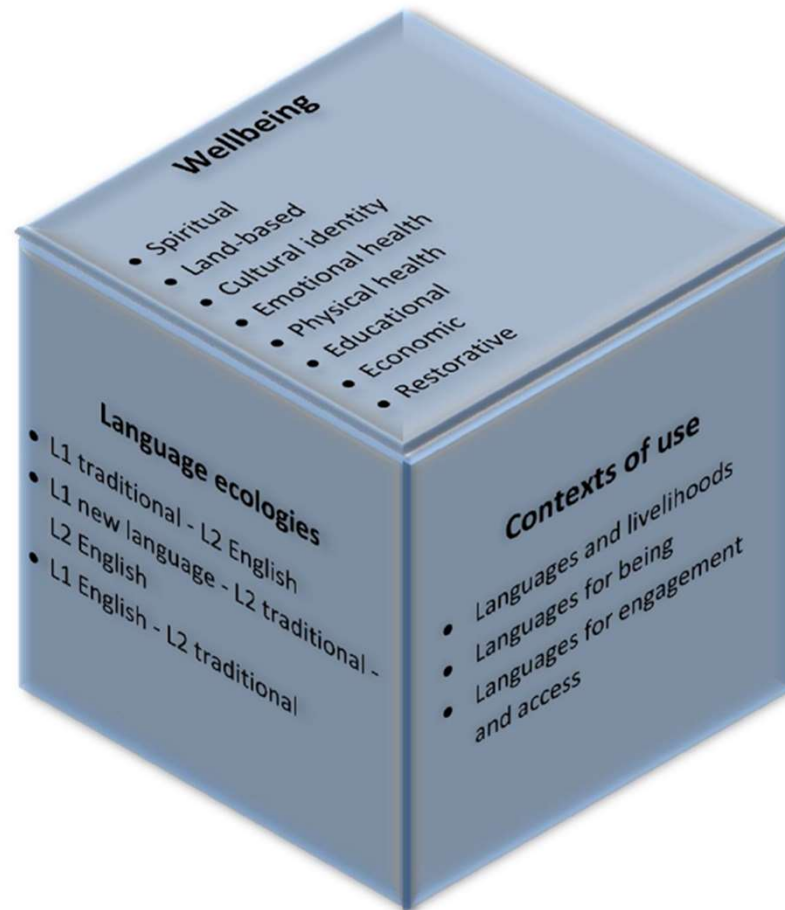 Wellbeing
• Spiritual
• Land-based
• Cultural identity
• Emotional health
• Physical health
• Educational
• Economic
• Restorative
Language ecologies
• L1 traditional - L2 English
• L1 new language - L2 traditional -
L2 English
• L1 English - L2 traditional
Contexts of use
• Languages and livelihoods
• Languages for being
• Languages for engagement
and access